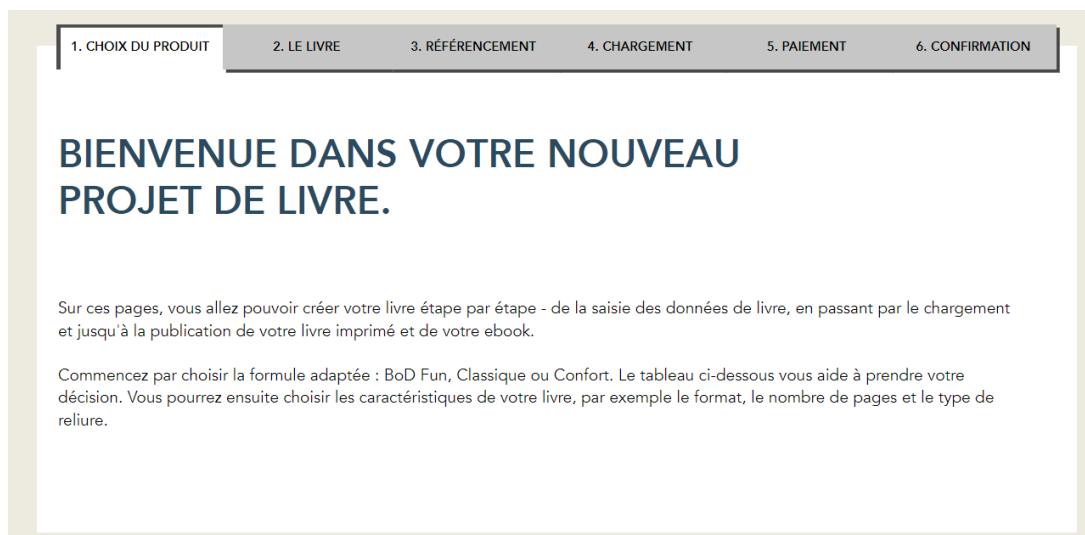 1. CHOIX DU PRODUIT 2. LE LIVRE 3. RÉFÉRENCEMENT 4. CHARGEMENT 5. PAIEMENT 6. CONFIRMATION
BIENVENUE DANS VOTRE NOUVEAU
PROJET DE LIVRE.
Sur ces pages, vous allez pouvoir créer votre livre étape par étape - de la saisie des données de livre, en passant par le chargement
et jusqu'à la publication de votre livre imprimé et de votre ebook.
Commencez par choisir la formule adaptée : BoD Fun, Classique ou Confort. Le tableau ci-dessous vous aide à prendre votre
décision. Vous pourrez ensuite choisir les caractéristiques de votre livre, par exemple le format, le nombre de pages et le type de
reliure.